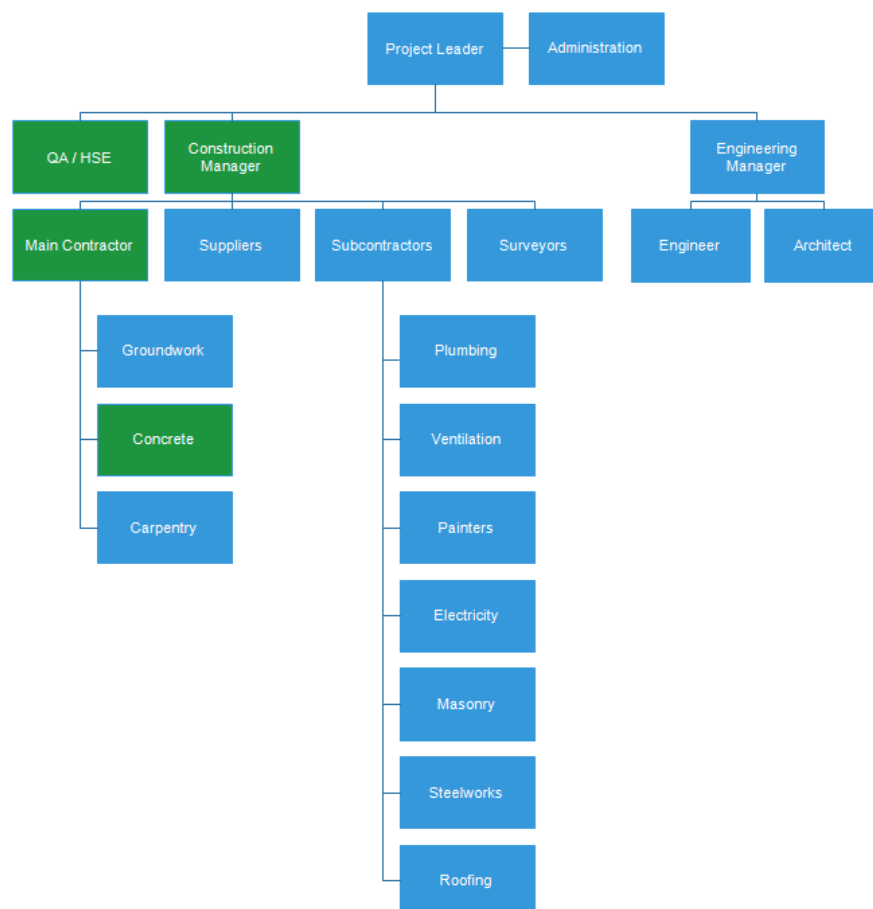 Project Leader
Administration
QA / HSE
Construction
Manager
Engineering
Manager
Main Contractor
Suppliers
Subcontractors
Surveyors
Engineer
Architect
Groundwork
Plumbing
Concrete
Ventilation
Carpentry
Painters
Electricity
Masonry
Steelworks
Roofing